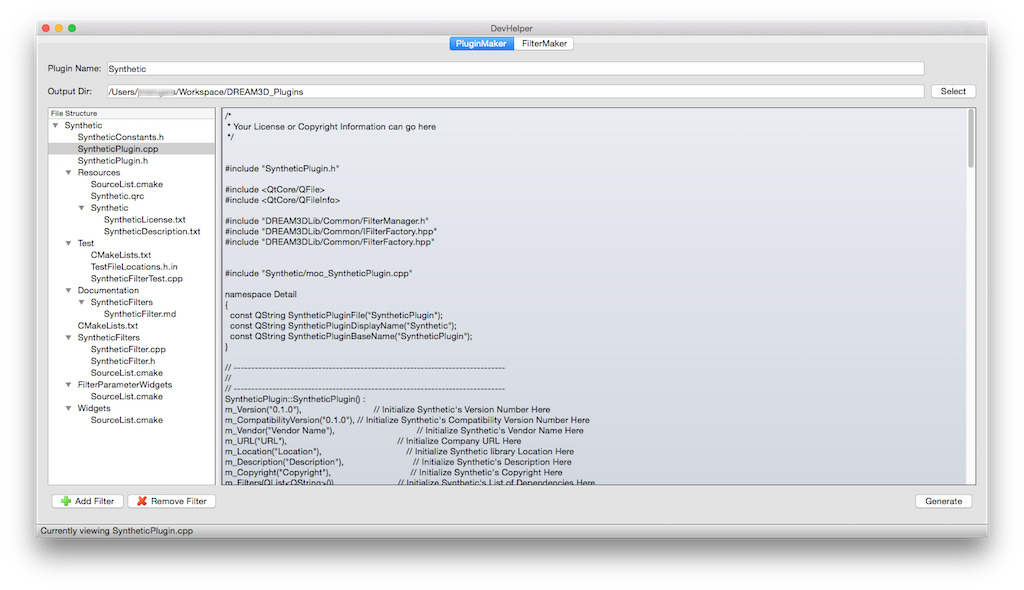 DevHelper
PluginMaker FilterMaker
Plugin Name: Synthetic
Output Dir: /Users/ s/Workspace/DREAM3D_Plugins Select
File Structure
Synthetic
SyntheticConstants.h
SyntheticPlugin.cpp
SyntheticPlugin.h
Resources
SourceList.cmake
Synthetic.qrc
Synthetic
SyntheticLicense.txt
SyntheticDescription.txt
Test
CMakeLists.txt
TestFileLocations.h.in
SyntheticFilterTest.cpp
Documentation
SyntheticFilters
SyntheticFilter.md
CMakeLists.txt
SyntheticFilters
SyntheticFilter.cpp
SyntheticFilter.h
SourceList.cmake
FilterParameterWidgets
SourceList.cmake
Widgets
SourceList.cmake
/*
* Your License or Copyright Information can go here
*/
#include "SyntheticPlugin.h"
#include <QtCore/QFile>
#include <QtCore/QFileInfo>
#include "DREAM3DLib/Common/FilterManager.h"
#include "DREAM3DLib/Common/IFilterFactory.hpp"
#include "DREAM3DLib/Common/FilterFactory.hpp"
#include "Synthetic/moc_SyntheticPlugin.cpp"
namespace Detail
{
const QString SyntheticPluginFile("SyntheticPlugin");
const QString SyntheticPluginDisplayName("Synthetic");
const QString SyntheticPluginBaseName("SyntheticPlugin");
}
// -----------------------------------------------------------------------------
//
// -----------------------------------------------------------------------------
SyntheticPlugin::SyntheticPlugin() :
m_Version("0.1.0"), // Initialize Synthetic's Version Number Here
m_CompatibilityVersion("0.1.0"), // Initialize Synthetic's Compatibility Version Number Here
m_Vendor("Vendor Name"), // Initialize Synthetic's Vendor Name Here
m_URL("URL"), // Initialize Company URL Here
m_Location("Location"), // Initialize Synthetic library Location Here
m_Description("Description"), // Initialize Synthetic's Description Here
m_Copyright("Copyright"), // Initialize Synthetic's Copyright Here
m_Filters(QList<QString>()), // Initialize Synthetic's List of Dependencies Here
Add Filter Remove Filter Generate
Currently viewing SyntheticPlugin.cpp